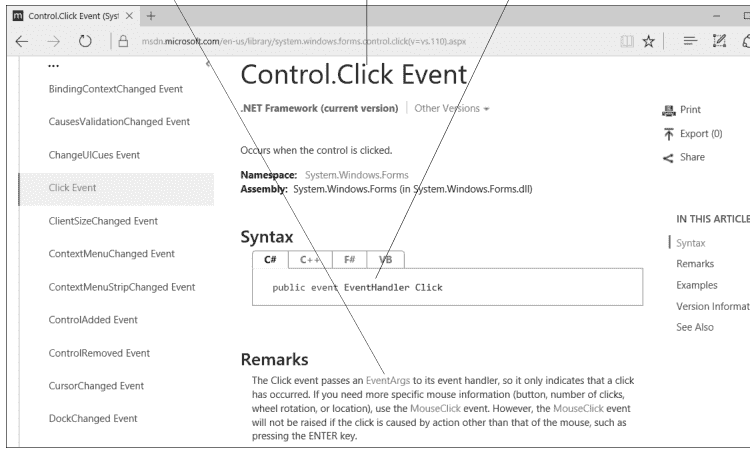 Click Event (Syst
msdn.microsoft.com/en-us/library/system.windows.forms.control.click(v=vs.110).aspx
...
BindingContextChanged Event
CausesValidationChanged Event
ChangeUICues Event
Click Event
ClientSizeChanged Event
ContextMenuChanged Event
ContextMenuStripChanged Event
ControlAdded Event
ControlRemoved Event
CursorChanged Event
DockChanged Event
Control.Click Event
.NET Framework (current version) | Other Versions
Occurs when the control is clicked.
Namespace: System.Windows.Forms
Assembly: System.Windows.Forms (in System.Windows.Forms.dll)
Syntax
C# C++ F# VB
public event EventHandler Click
Remarks
The Click event passes an EventArgs to its event handler, so it only indicates that a click
has occurred. If you need more specific mouse information (button, number of clicks,
wheel rotation, or location), use the MouseClick event. However, the MouseClick event
will not be raised if the click is caused by action other than that of the mouse, such as
pressing the ENTER key.
Print
Export (0)
Share
IN THIS ARTICLE
Syntax
Remarks
Examples
Version Informat
See Also